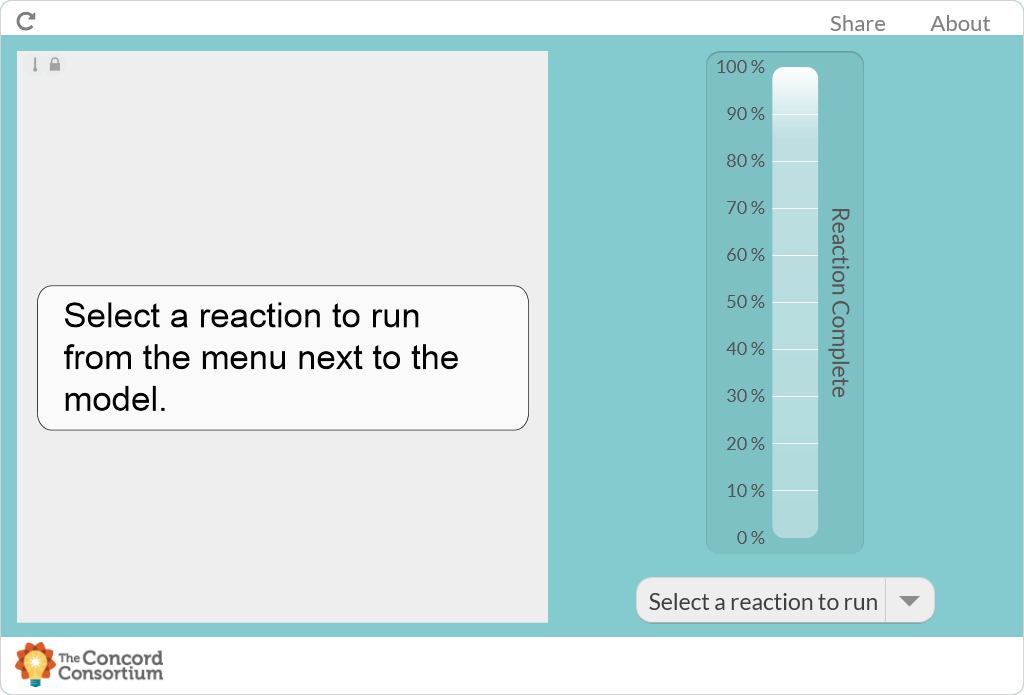 Share
About
Select a reaction to run
from the menu next to the
model.
100 %
90 %
80 %
70 %
60 %
50 %
40 %
30 %
20 %
10 %
0 %
Reaction Complete
Select a reaction to run
The Concord
Consortium